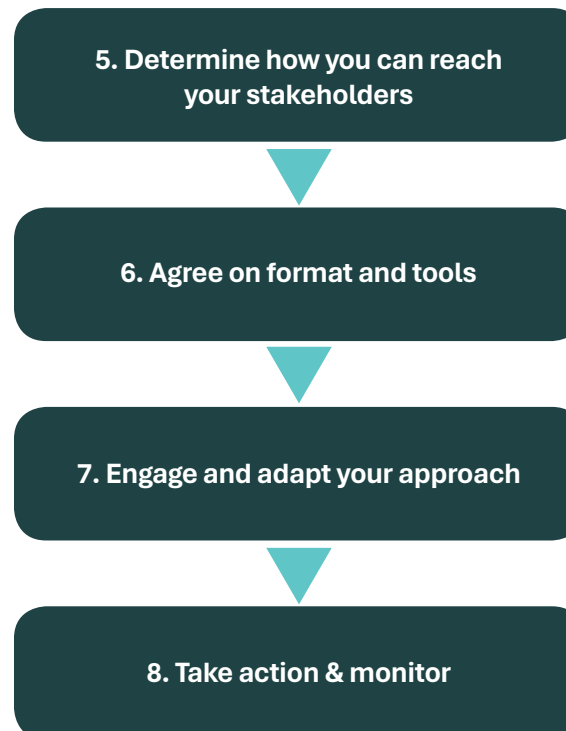 5. Determine how you can reach
your stakeholders
6. Agree on format and tools
7. Engage and adapt your approach
8. Take action & monitor